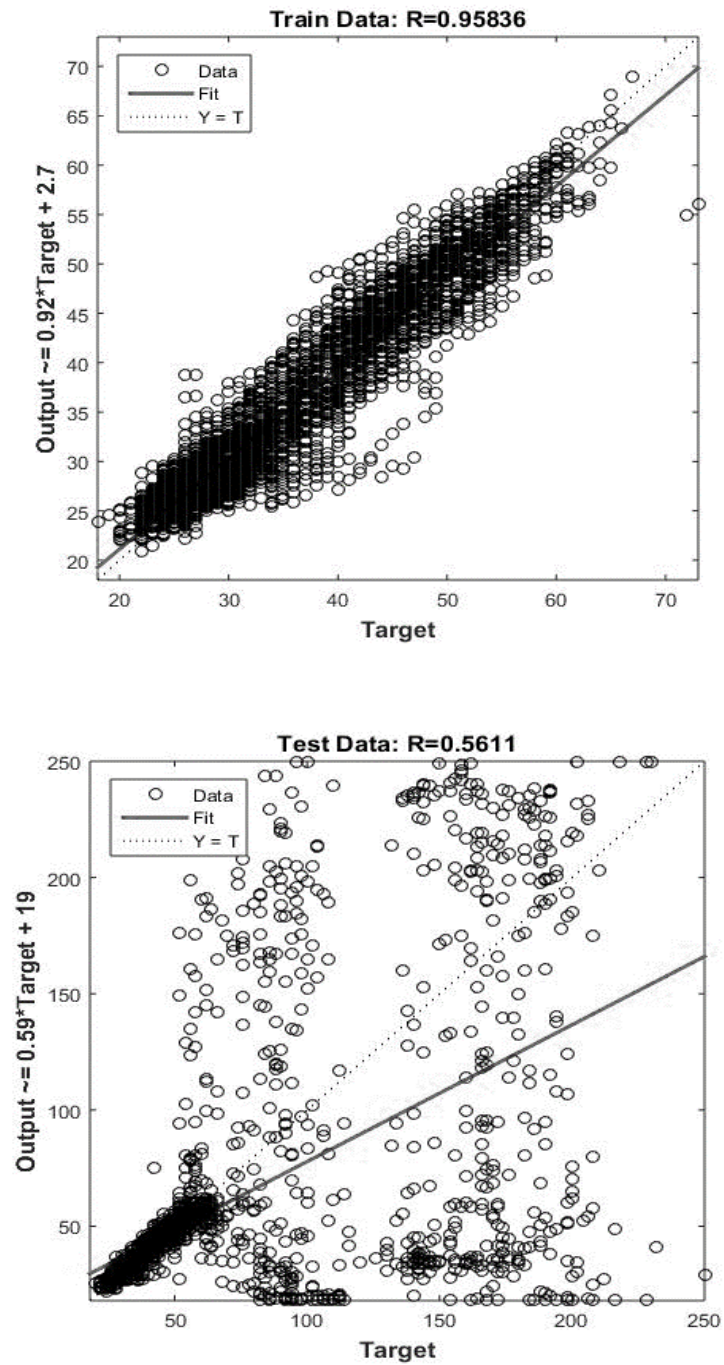 Train Data: R=0.95836
Data
Fit
Y = T
70
65
60
55
50
45
40
35
30
25
20
Output ~= 0.92*Target + 2.7
20 30 40 50 60 70
Target
Test Data: R=0.5611
Data
Fit
Y = T
250
200
150
100
50
Output ~= 0.59*Target + 19
50 100 150 200 250
Target